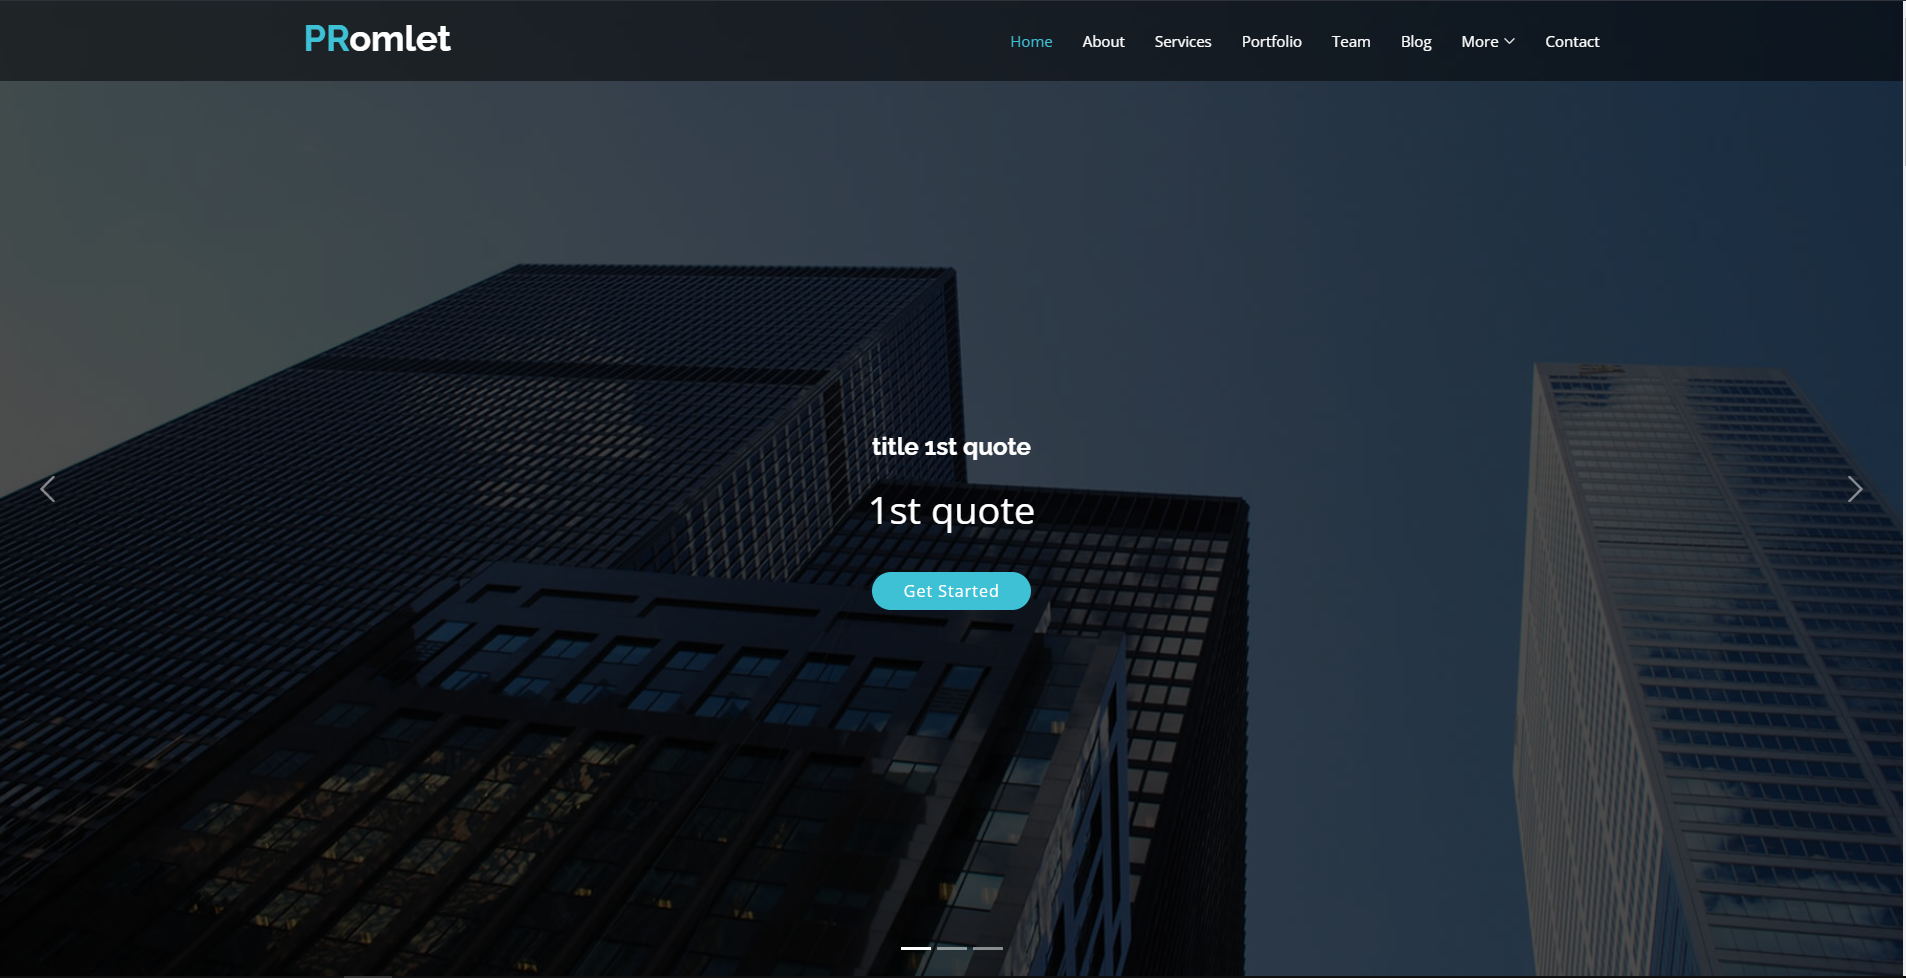 PRomlet
Home About Services Portfolio Team Blog More Contact
title 1st quote
1st quote
Get Started